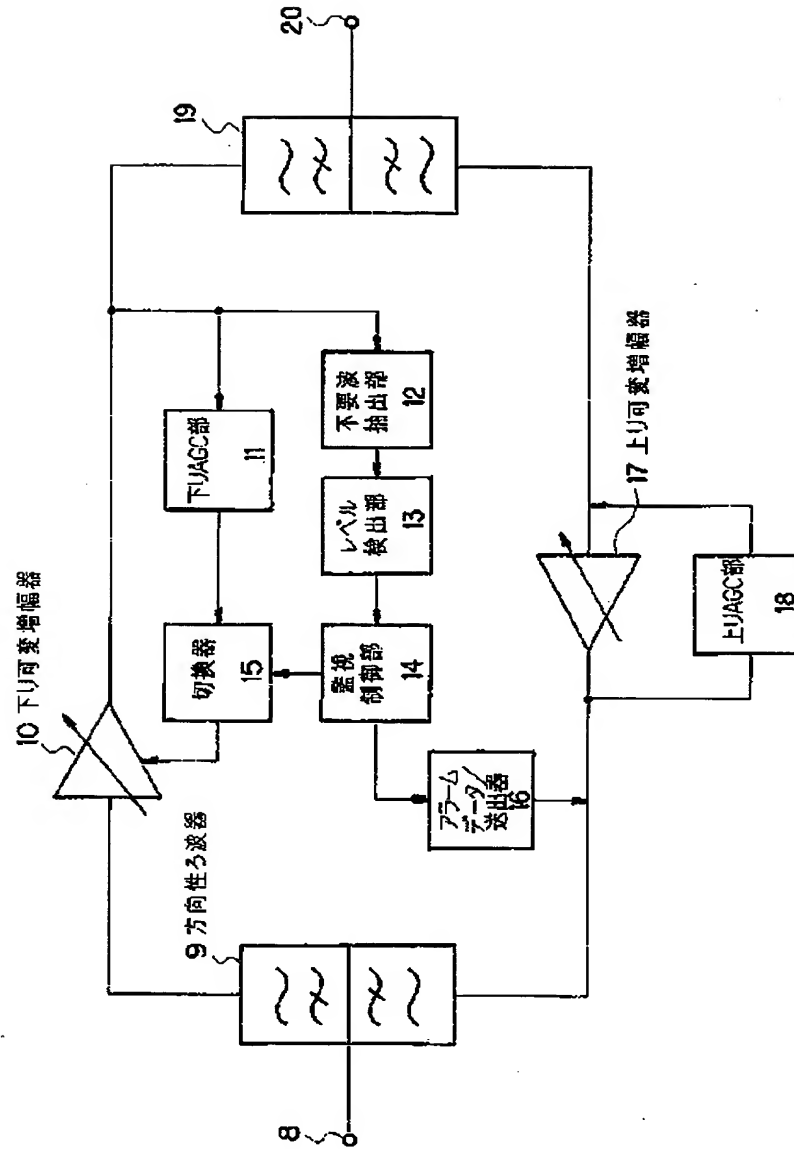 8
9 方向性ろ波器
10 下り可変増幅器
下りAGC部
11
不要波
抽出部
12
レベル
検出部
13
監視
制御部
14
切換器
15
アラーム
データ/
送出器
16
17 上り可変増幅器
上りAGC部
18
19
20